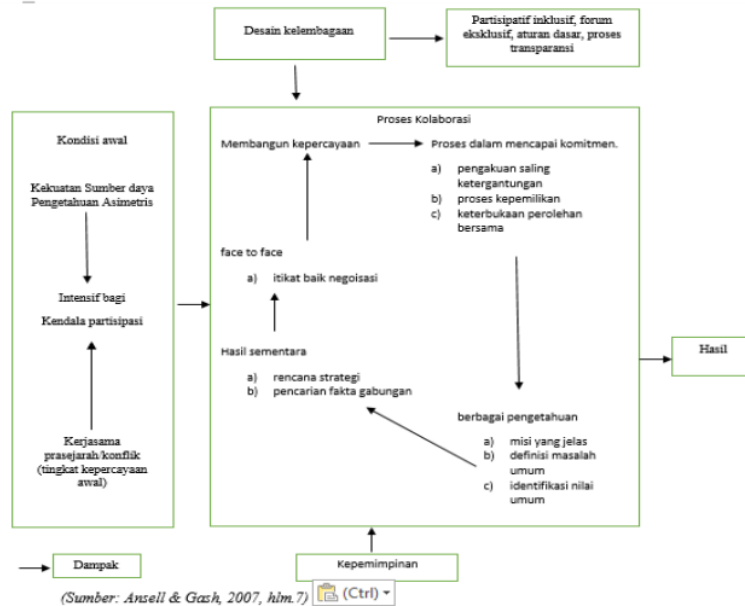 Desain kelembagaan
Partisipatif inklusif, forum
eksklusif, aturan dasar, proses
transparansi
Kondisi awal
Kekuatan Sumber daya
Pengetahuan Asimetris
Intensif bagi
Kendala partisipasi
Kerjasama
prasejarah/konflik
(tingkat kepercayaan
awal)
Proses Kolaborasi
Membangun kepercayaan
Proses dalam mencapai komitmen.
a) pengakuan saling
ketergantungan
b) proses kepemilikan
c) keterbukaan perolehan
bersama
face to face
a) itikat baik negoisasi
Hasil sementara
a) rencana strategi
b) pencarian fakta gabungan
berbagai pengetahuan
a) misi yang jelas
b) definisi masalah
umum
c) identifikasi nilai
umum
Hasil
Dampak
Kepemimpinan
(Sumber: Ansell & Gash, 2007, hlm.7)
(Ctrl)